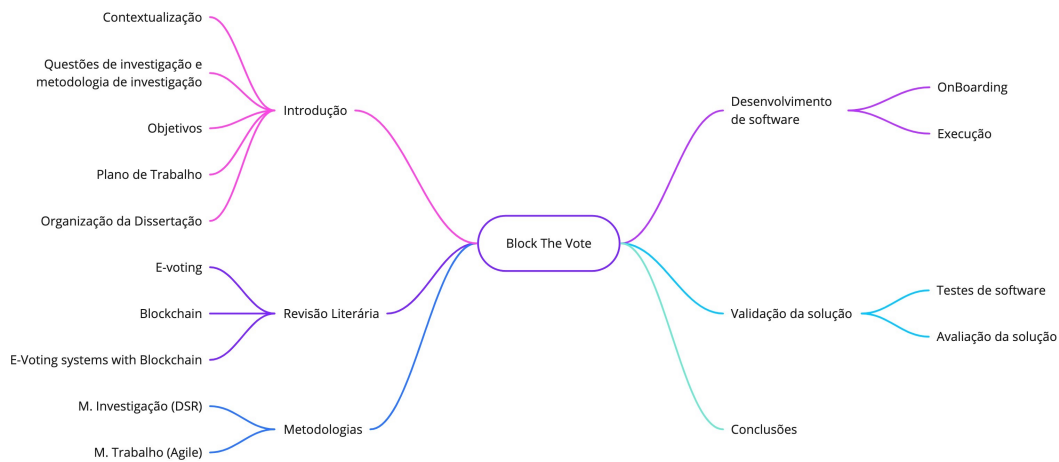 Block The Vote
Introdução
Contextualização
Questões de investigação e
metodologia de investigação
Objetivos
Plano de Trabalho
Organização da Dissertação
Revisão Literária
E-voting
Blockchain
E-Voting systems with Blockchain
Metodologias
M. Investigação (DSR)
M. Trabalho (Agile)
Desenvolvimento
de software
OnBoarding
Execução
Validação da solução
Testes de software
Avaliação da solução
Conclusões